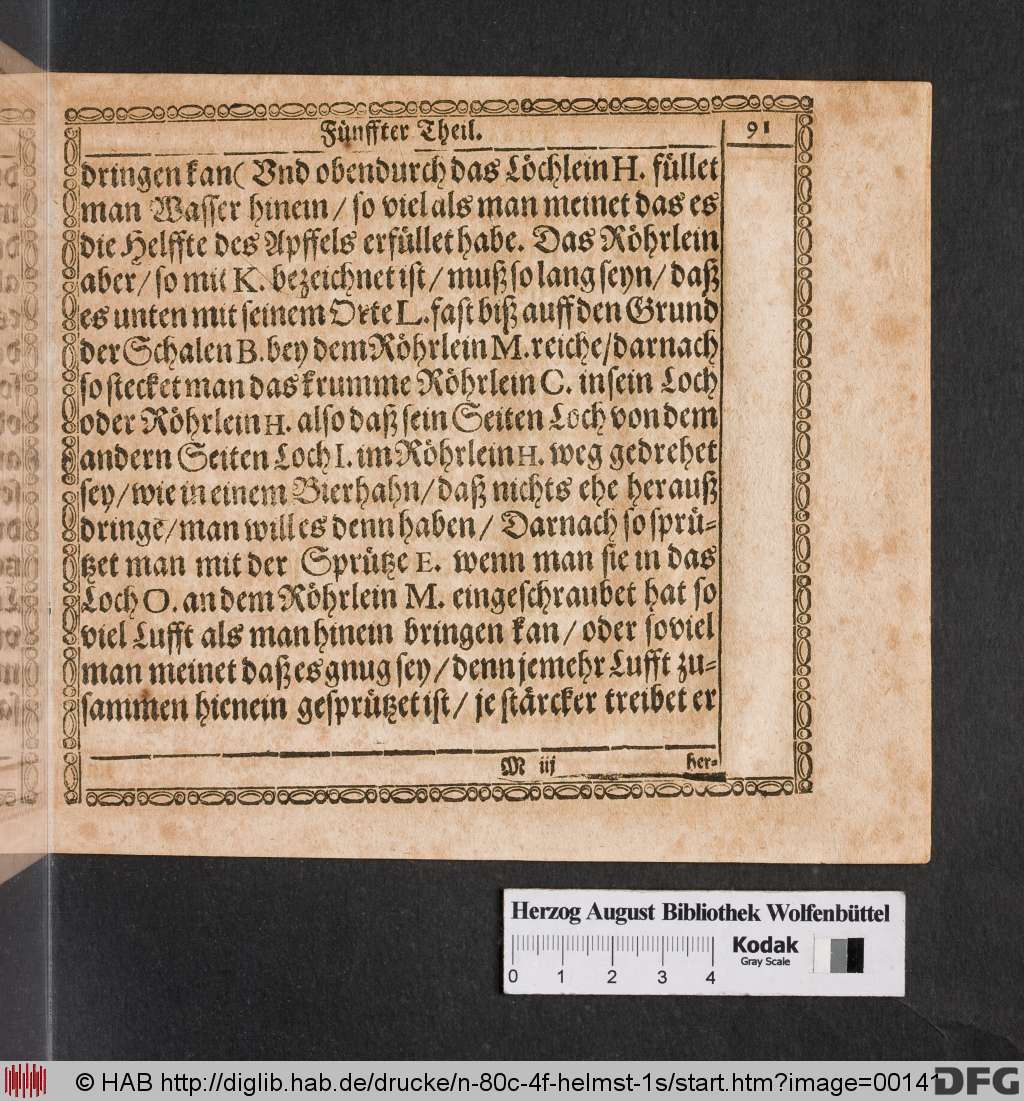 Fünffter Theil. 91
dringen kan( Vnd obendurch das Löchlein H. füllet
man Wasser hinein / so viel als man meinet das es
die Helffte des Apffels erfüllet habe. Das Röhrlein
aber / so mit K. bezeichnet ist / muß so lang seyn / daß
es unten mit seinem Orte L. fast biß auff den Grund
der Schalen B. bey dem Röhrlein M. reiche / darnach
so stecket man das krumme Röhrlein C. in sein Loch
oder Röhrlein H. also daß sein Seiten Loch von dem
andern Seiten Loch I. im Röhrlein H. weg gedrehet
sey / wie in einem Bierhahn / daß nichts ehe herauß
dringe / man will es denn haben / Darnach so sprü-
tzet man mit der Sprütze E. wenn man sie in das
Loch O. an dem Röhrlein M. eingeschraubet hat so
viel Lufft als man hinein bringen kan / oder soviel
man meinet daß es gnug sey / denn jemehr Lufft zu-
sammen hienein gesprützet ist / je stärcker treibet er
M iij her-
Herzog August Bibliothek Wolfenbüttel
Kodak
Gray Scale
0 1 2 3 4
© HAB http://diglib.hab.de/drucke/n-80c-4f-helmst-1s/start.htm?image=00141
DFG